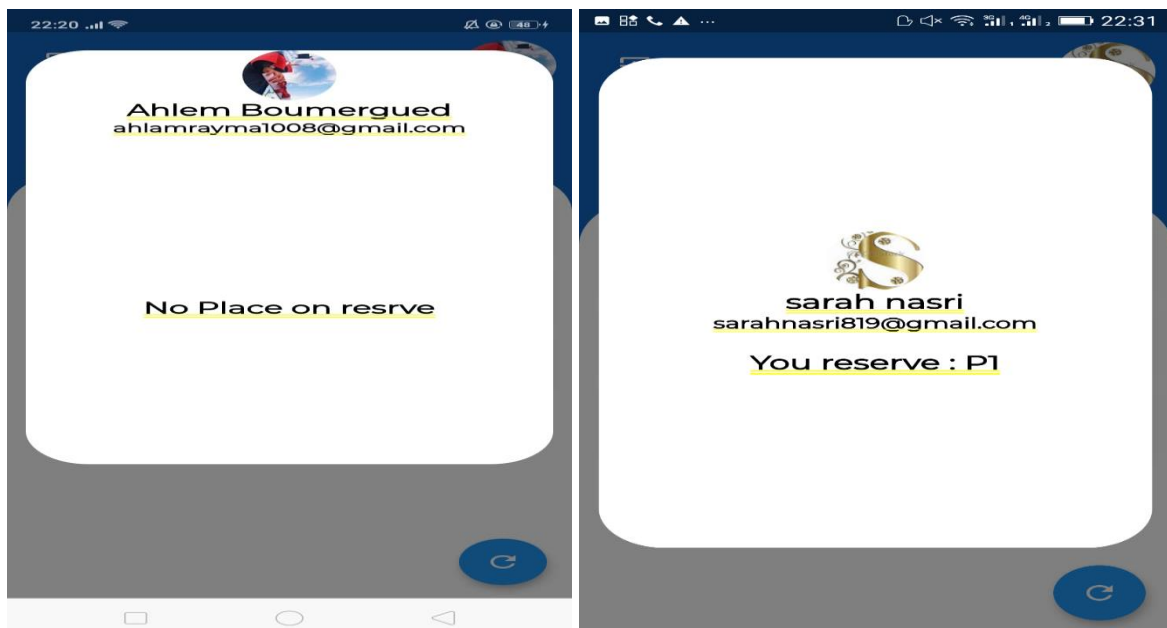 22:20
48
Ahlem Boumergued
ahlamrayma1008@gmail.com
No Place on resrve
22:31
sarah nasri
sarahnasri819@gmail.com
You reserve : P1